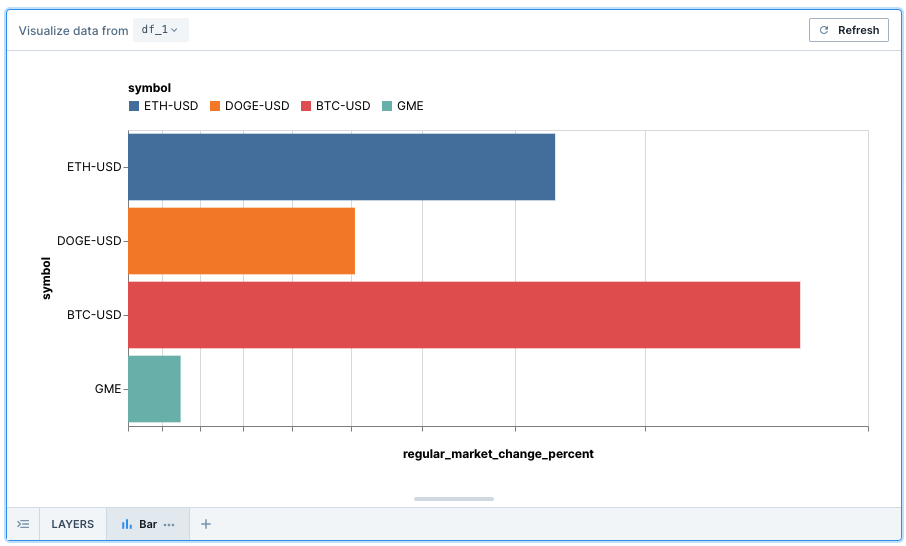 Visualize data from df_1 Refresh
symbol
ETH-USD DOGE-USD BTC-USD GME
ETH-USD
DOGE-USD
BTC-USD
GME
symbol
regular_market_change_percent
LAYERS Bar